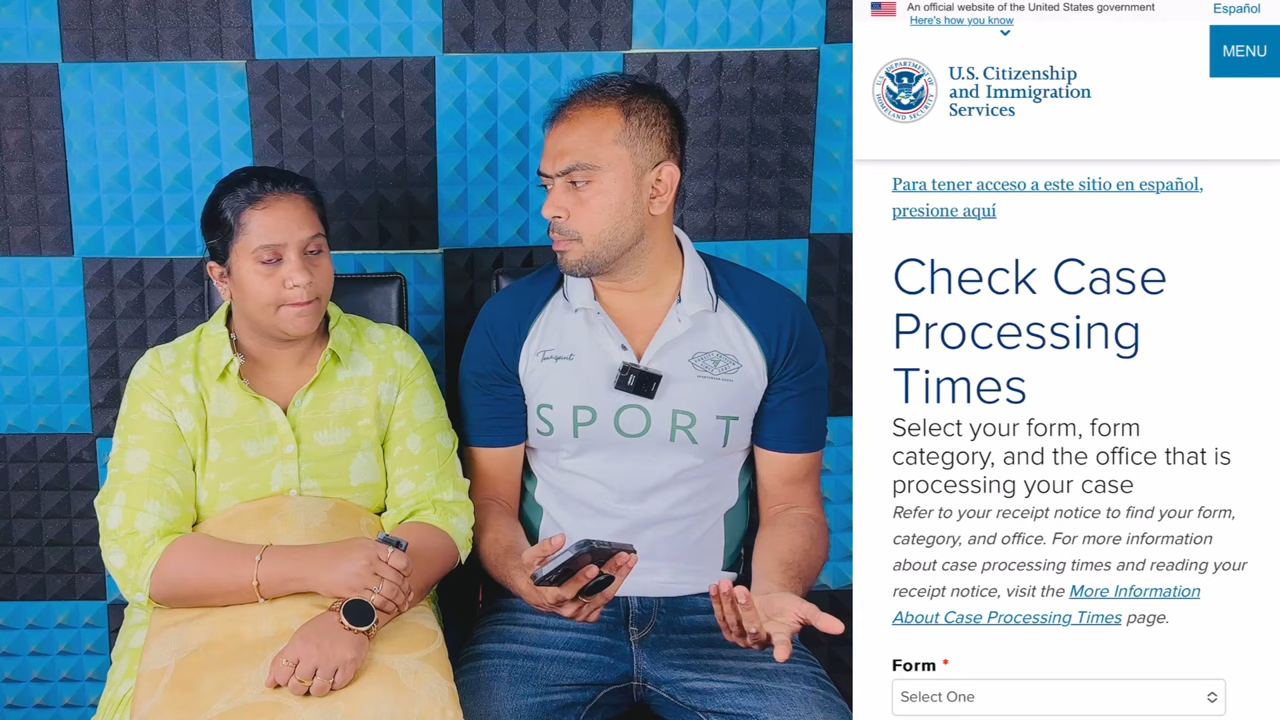 An official website of the United States government
Here's how you know
Español
MENU
U.S. Citizenship
and Immigration
Services
Para tener acceso a este sitio en español,
presione aquí
Check Case
Processing
Times
Select your form, form
category, and the office that is
processing your case
Refer to your receipt notice to find your form,
category, and office. For more information
about case processing times and reading your
receipt notice, visit the More Information
About Case Processing Times page.
Form *
Select One
SPORT